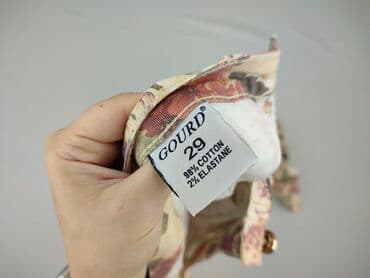 GOURD
29
98% COTTON
2% ELASTANE